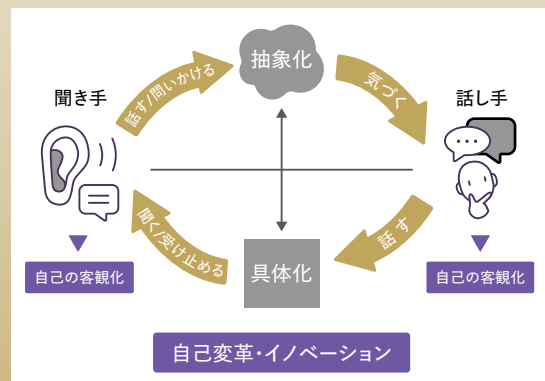 抽象化
話す/問いかける
気づく
聞き手
話し手
聞く/受け止める
話す
具体化
自己の客観化
自己の客観化
自己変革・イノベーション